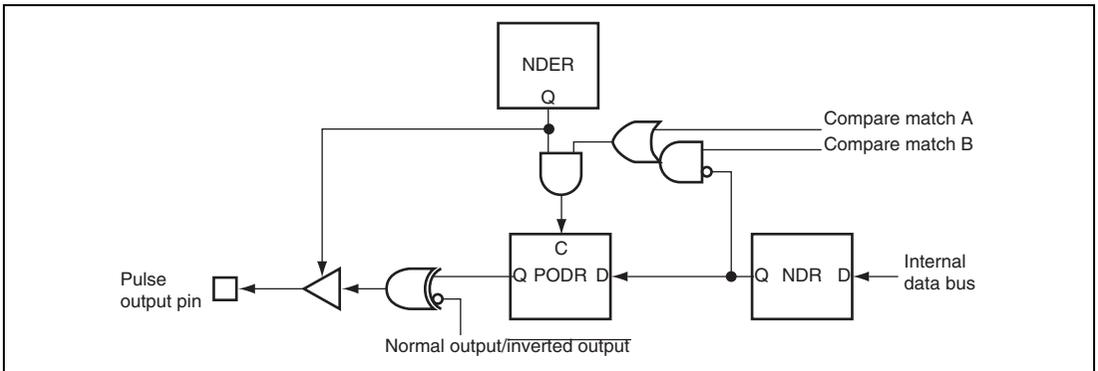 NDER
Q
Compare match A
Compare match B
C
Q PODR D
Q NDR D
Internal
data bus
Pulse
output pin
Normal output/inverted output